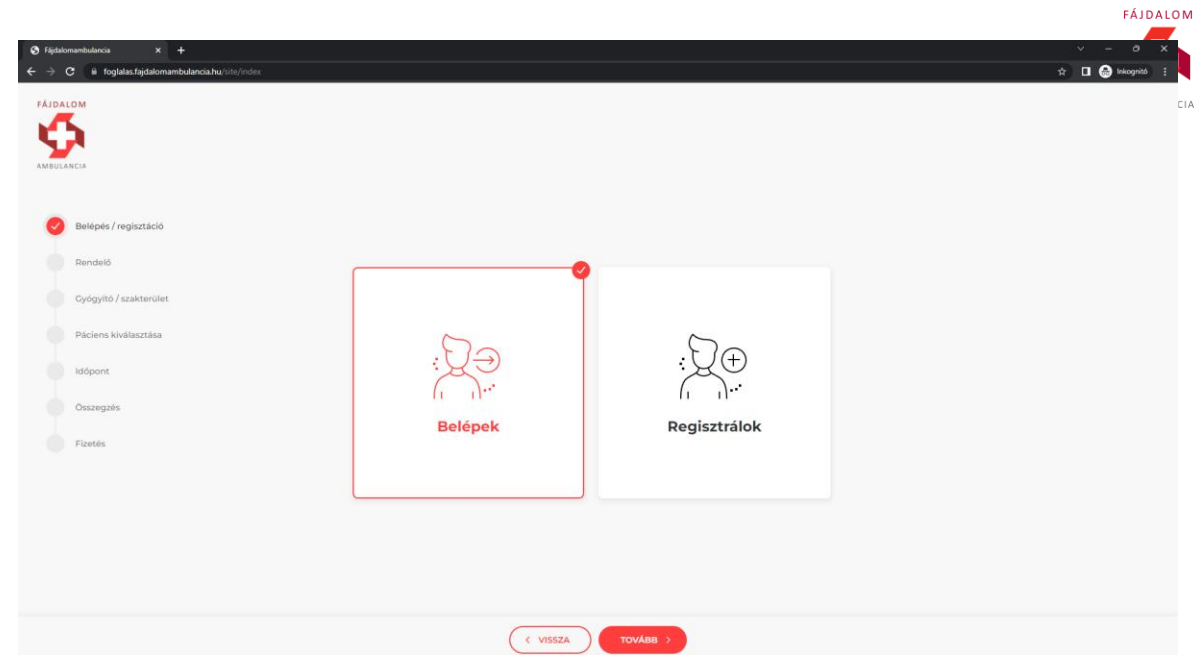 FÁJDALOM
Fájdalomambulancia
foglalas.fajdalomambulancia.hu/site/index
Inkognitó
CIA
FÁJDALOM
AMBULANCIA
Belépés / regisztáció
Rendelő
Gyógyító / szakterület
Páciens kiválasztása
Időpont
Összegzés
Fizetés
Belépek
Regisztrálok
VISSZA
TOVÁBB